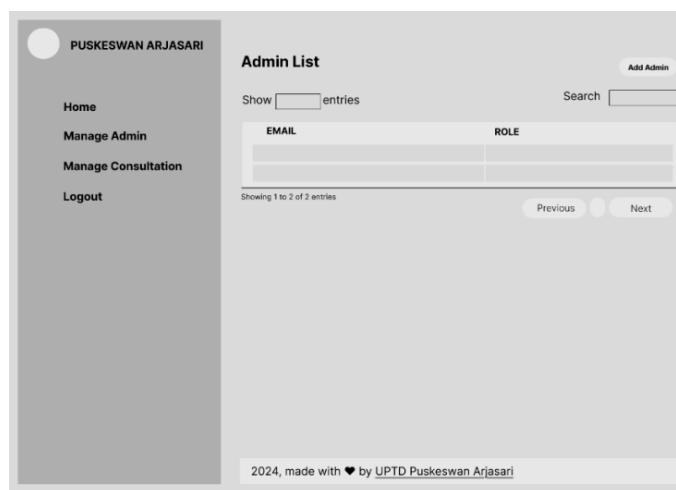 PUSKESWAN ARJASARI
Home
Manage Admin
Manage Consultation
Logout
Admin List
Add Admin
Show entries
Search
EMAIL ROLE
Showing 1 to 2 of 2 entries
Previous Next
2024, made with ♥ by UPTD Puskeswan Arjasari